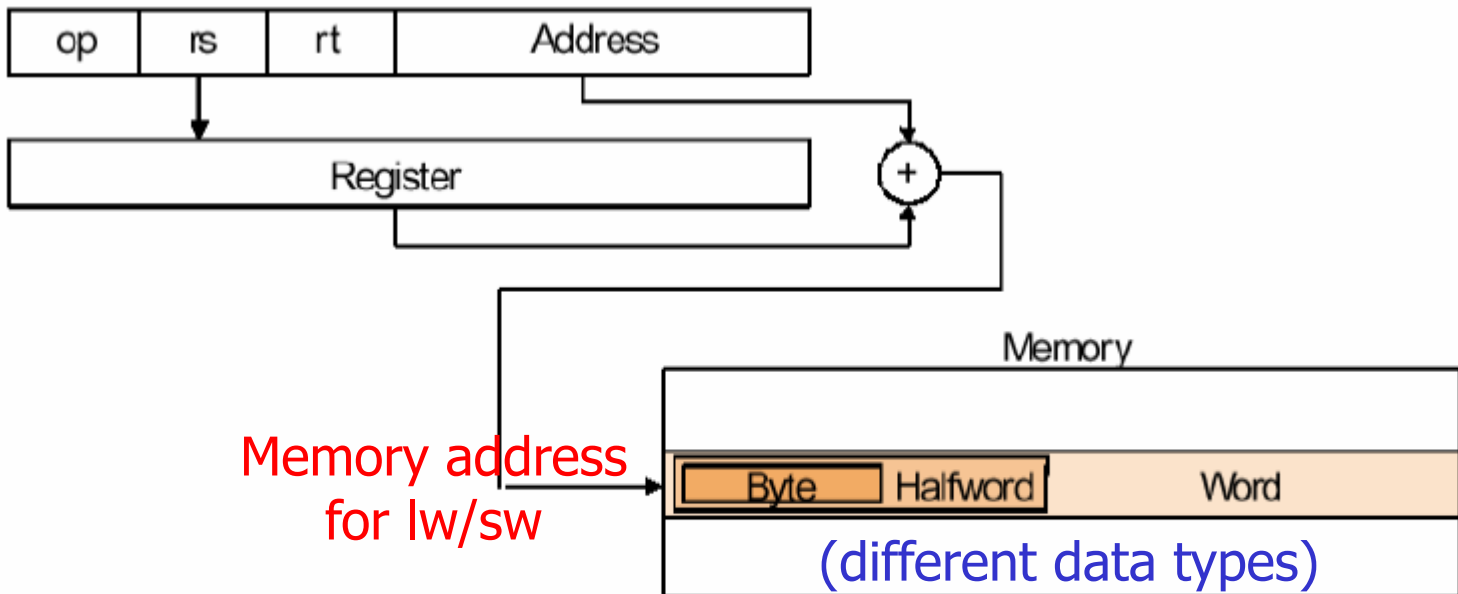 op rs rt Address
Register
+
Memory
Memory address
for lw/sw
Byte Halfword Word
(different data types)